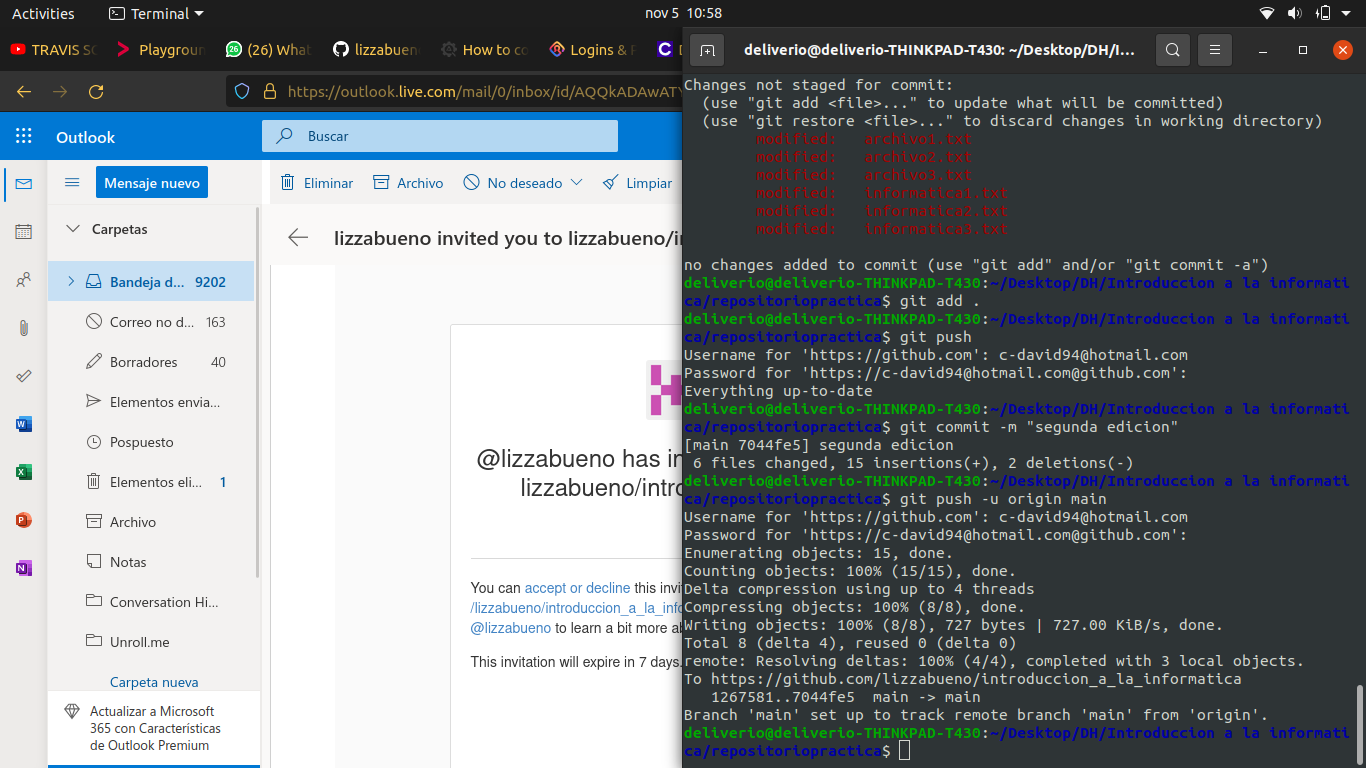 Activities
Terminal
nov 5 10:58
TRAVIS SC
Playgroun
(26) What
lizzabuen
How to co
Logins & P
deliverio@deliverio-THINKPAD-T430: ~/Desktop/DH/I...
https://outlook.live.com/mail/0/inbox/id/AQQkADAwATY
Outlook
Buscar
Mensaje nuevo
Eliminar
Archivo
No deseado
Limpiar
Carpetas
lizzabueno invited you to lizzabueno/in
Bandeja d... 9202
Correo no d... 163
Borradores 40
Elementos envia...
Pospuesto
Elementos eli... 1
Archivo
Notas
Conversation Hi...
Unroll.me
Carpeta nueva
Actualizar a Microsoft
365 con Características
de Outlook Premium
@lizzabueno has in
lizzabueno/intro
You can accept or decline this invi
/lizzabueno/introduccion_a_la_info
@lizzabueno to learn a bit more a
This invitation will expire in 7 days.
Changes not staged for commit:
(use "git add <file>..." to update what will be committed)
(use "git restore <file>..." to discard changes in working directory)
modified: archivo1.txt
modified: archivo2.txt
modified: archivo3.txt
modified: informatica1.txt
modified: informatica2.txt
modified: informatica3.txt
no changes added to commit (use "git add" and/or "git commit -a")
deliverio@deliverio-THINKPAD-T430:~/Desktop/DH/Introduccion a la informati
ca/repositoriopractica$ git add .
deliverio@deliverio-THINKPAD-T430:~/Desktop/DH/Introduccion a la informati
ca/repositoriopractica$ git push
Username for 'https://github.com': c-david94@hotmail.com
Password for 'https://c-david94@hotmail.com@github.com':
Everything up-to-date
deliverio@deliverio-THINKPAD-T430:~/Desktop/DH/Introduccion a la informati
ca/repositoriopractica$ git commit -m "segunda edicion"
[main 7044fe5] segunda edicion
6 files changed, 15 insertions(+), 2 deletions(-)
deliverio@deliverio-THINKPAD-T430:~/Desktop/DH/Introduccion a la informati
ca/repositoriopractica$ git push -u origin main
Username for 'https://github.com': c-david94@hotmail.com
Password for 'https://c-david94@hotmail.com@github.com':
Enumerating objects: 15, done.
Counting objects: 100% (15/15), done.
Delta compression using up to 4 threads
Compressing objects: 100% (8/8), done.
Writing objects: 100% (8/8), 727 bytes | 727.00 KiB/s, done.
Total 8 (delta 4), reused 0 (delta 0)
remote: Resolving deltas: 100% (4/4), completed with 3 local objects.
To https://github.com/lizzabueno/introduccion_a_la_informatica
1267581..7044fe5 main -> main
Branch 'main' set up to track remote branch 'main' from 'origin'.
deliverio@deliverio-THINKPAD-T430:~/Desktop/DH/Introduccion a la informati
ca/repositoriopractica$